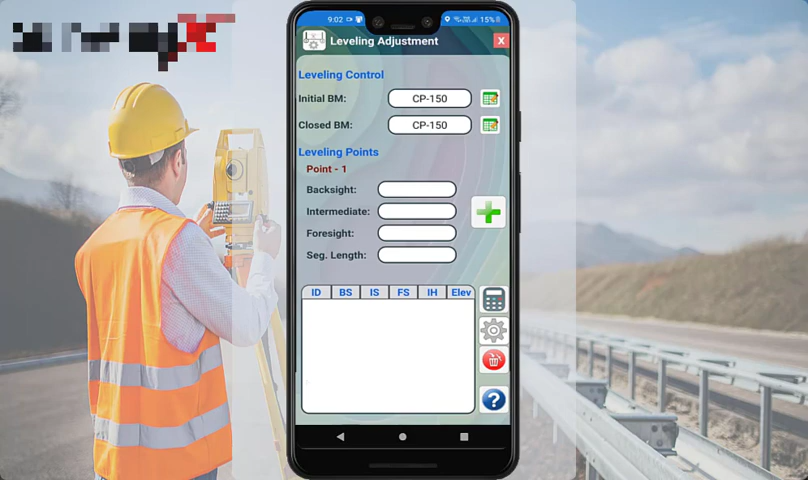 9:02
15%
Leveling Adjustment
X
Leveling Control
Initial BM: CP-150
Closed BM: CP-150
Leveling Points
Point - 1
Backsight:
Intermediate:
Foresight:
Seg. Length:
ID BS IS FS IH Elev
?